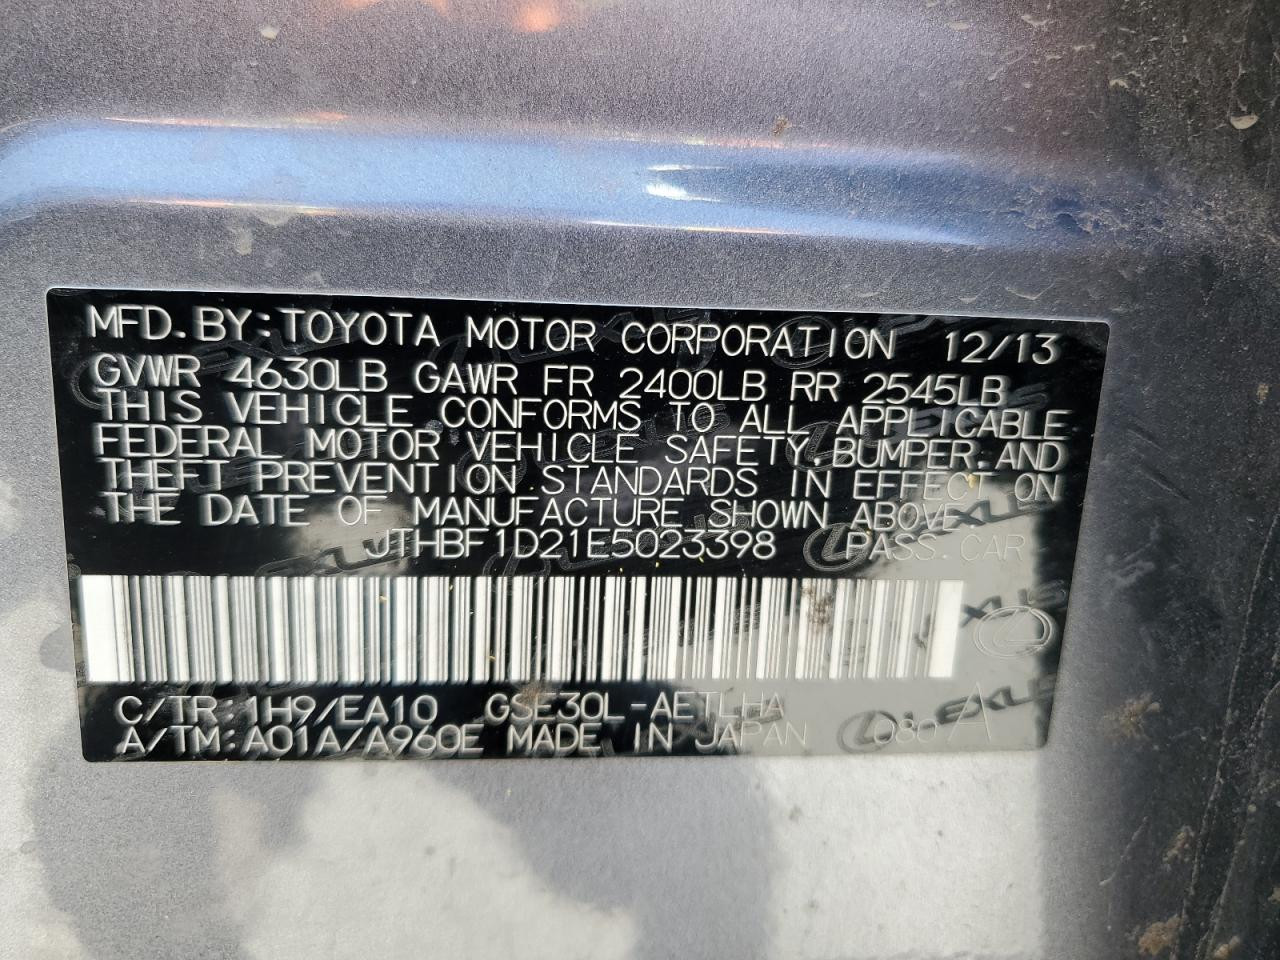 MFD. BY: TOYOTA MOTOR CORPORATION 12/13
GVWR 4630LB GAWR FR 2400LB RR 2545LB
THIS VEHICLE CONFORMS TO ALL APPLICABLE
FEDERAL MOTOR VEHICLE SAFETY, BUMPER, AND
THEFT PREVENTION STANDARDS IN EFFECT ON
THE DATE OF MANUFACTURE SHOWN ABOVE.
JTHBF1D21E5023398 PASS. CAR
C/TR: 1H9/EA10 GSE30L-AETLHA
A/TM: A01A/A960E MADE IN JAPAN 080 A
LEXUS